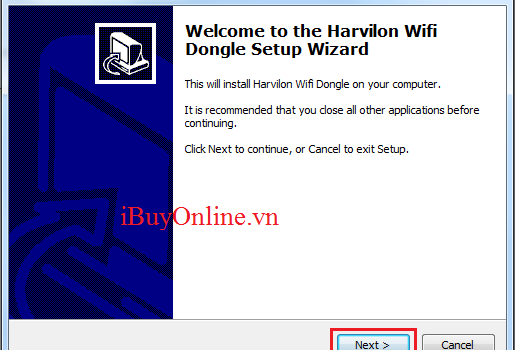 Welcome to the Harvilon Wifi
Dongle Setup Wizard
This will install Harvilon Wifi Dongle on your computer.
It is recommended that you close all other applications before
continuing.
Click Next to continue, or Cancel to exit Setup.
iBuyOnline.vn
Next >
Cancel